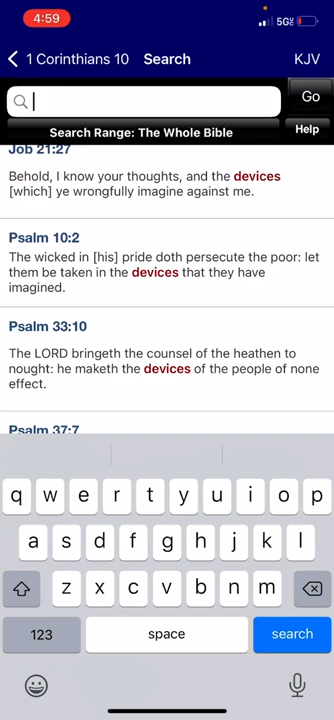 4:59
5G
1 Corinthians 10 Search KJV
Go
Search Range: The Whole Bible Help
Job 21:27
Behold, I know your thoughts, and the devices
[which] ye wrongfully imagine against me.
Psalm 10:2
The wicked in [his] pride doth persecute the poor: let
them be taken in the devices that they have
imagined.
Psalm 33:10
The LORD bringeth the counsel of the heathen to
nought: he maketh the devices of the people of none
effect.
Psalm 37:7
q w e r t y u i o p
a s d f g h j k l
z x c v b n m
123 space search